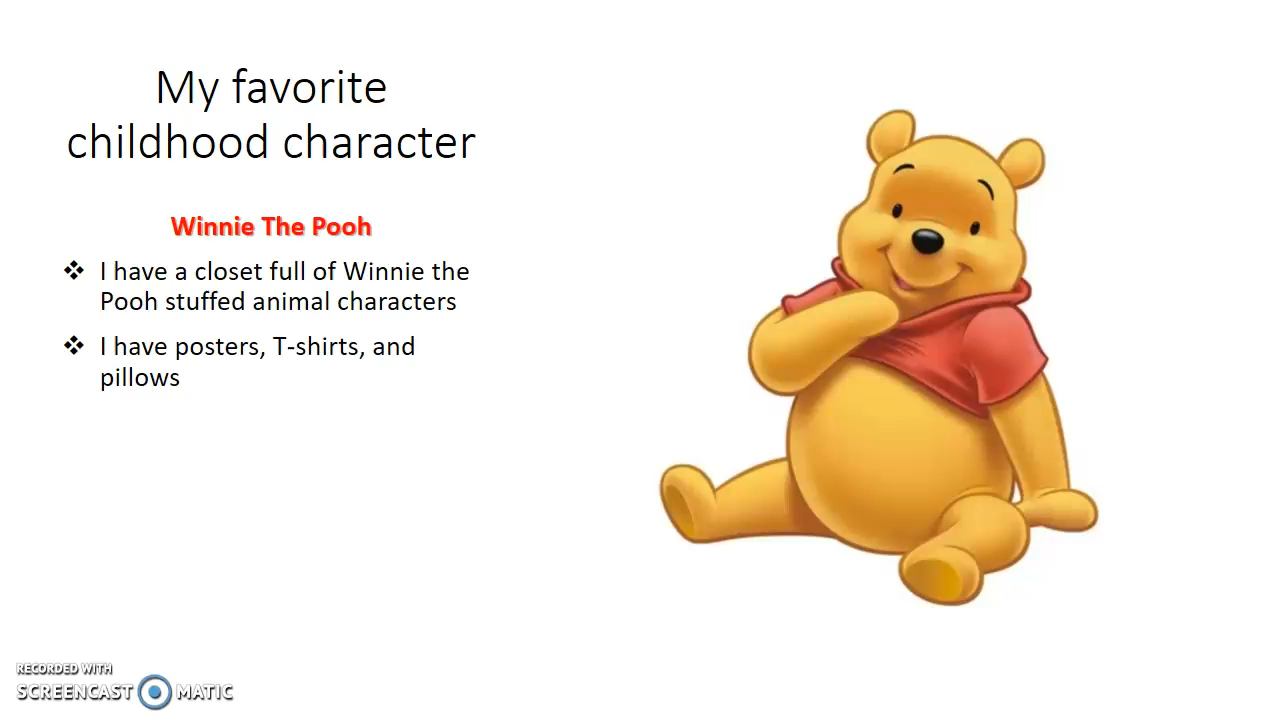 My favorite
childhood character
Winnie The Pooh
❖ I have a closet full of Winnie the
Pooh stuffed animal characters
❖ I have posters, T-shirts, and
pillows
RECORDED WITH
SCREENCAST MATIC